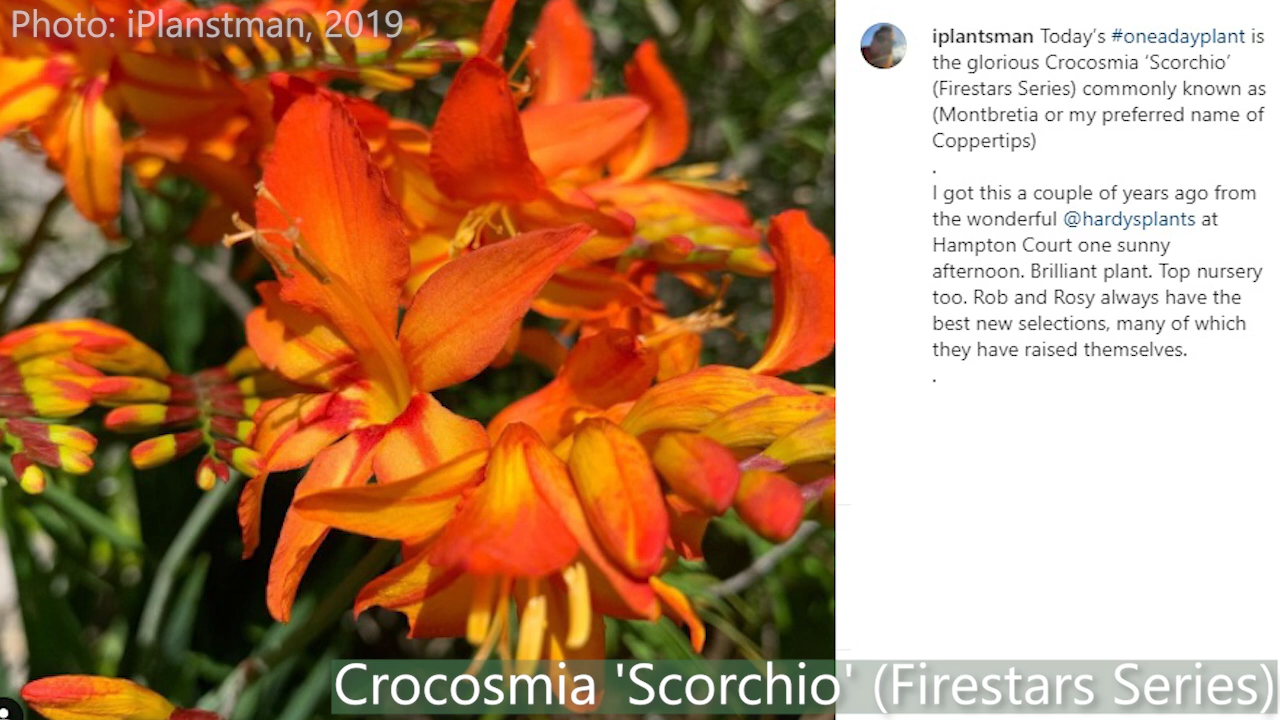 Photo: iPlanstman, 2019
iplantsman Today’s #oneadayplant is
the glorious Crocosmia ‘Scorchio’
(Firestars Series) commonly known as
(Montbretia or my preferred name of
Coppertips)
.
I got this a couple of years ago from
the wonderful @hardysplants at
Hampton Court one sunny
afternoon. Brilliant plant. Top nursery
too. Rob and Rosy always have the
best new selections, many of which
they have raised themselves.
.
Crocosmia 'Scorchio' (Firestars Series)